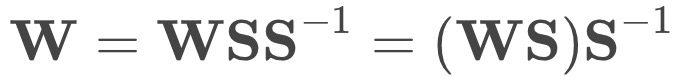 W = WSS⁻¹ = (WS)S⁻¹